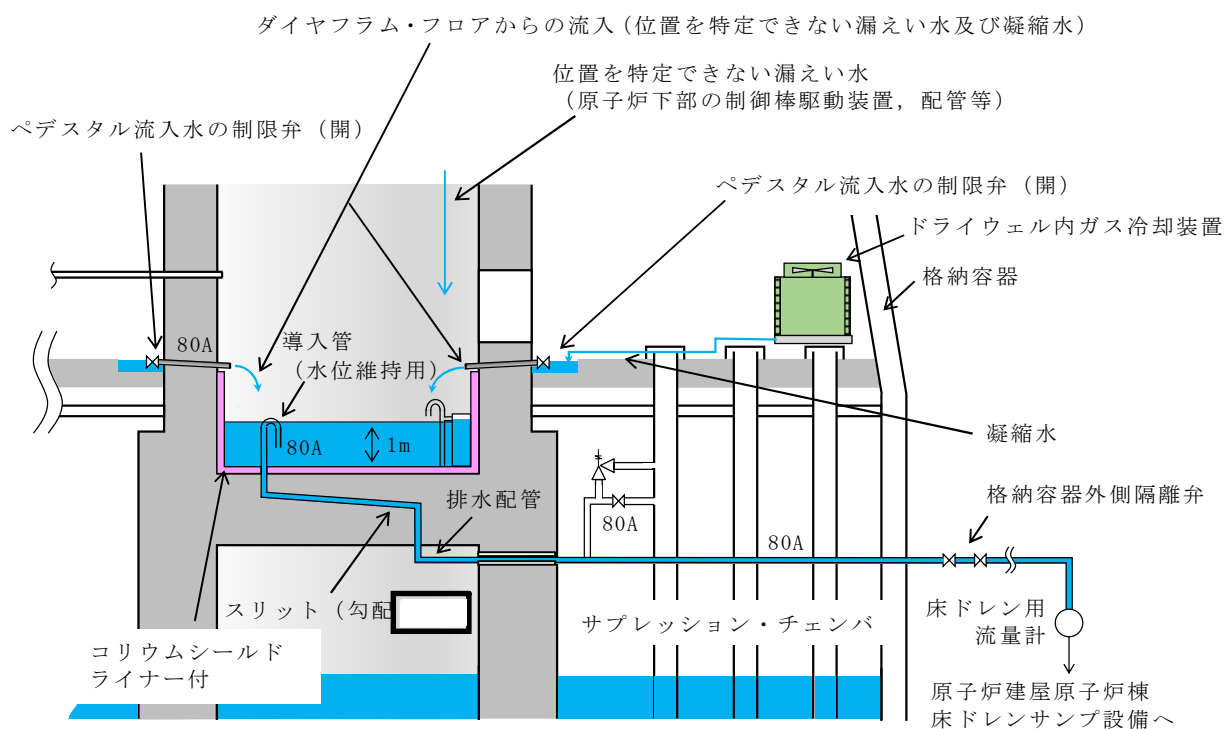 ダイヤフラム・フロアからの流入（位置を特定できない漏えい水及び凝縮水）
位置を特定できない漏えい水
（原子炉下部の制御棒駆動装置，配管等）
ペデスタル流入水の制限弁（開）
ペデスタル流入水の制限弁（開）
ドライウェル内ガス冷却装置
格納容器
80A
導入管
（水位維持用）
80A
1m
凝縮水
排水配管
格納容器外側隔離弁
80A
80A
スリット（勾配
サプレッション・チェンバ
床ドレン用
流量計
コリウムシールド
ライナー付
原子炉建屋原子炉棟
床ドレンサンプ設備へ